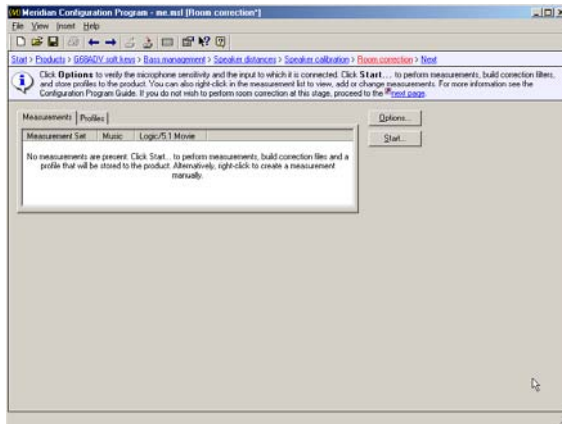 Meridian Configuration Program - me.msl [Room correction*]
File View Insert Help
Start > Products > G68ADV soft keys > Bass management > Speaker distances > Speaker calibration > Room correction > Next
Click Options to verify the microphone sensitivity and the input to which it is connected. Click Start... to perform measurements, build correction filters,
and store profiles to the product. You can also right-click in the measurement list to view, add or change measurements. For more information see the
Configuration Program Guide. If you do not wish to perform room correction at this stage, proceed to the next page.
Measurements Profiles
Options...
Measurement Set Music Logic/5.1 Movie
Start...
No measurements are present. Click Start... to perform measurements, build correction files and a
profile that will be stored to the product. Alternatively, right-click to create a measurement
manually.